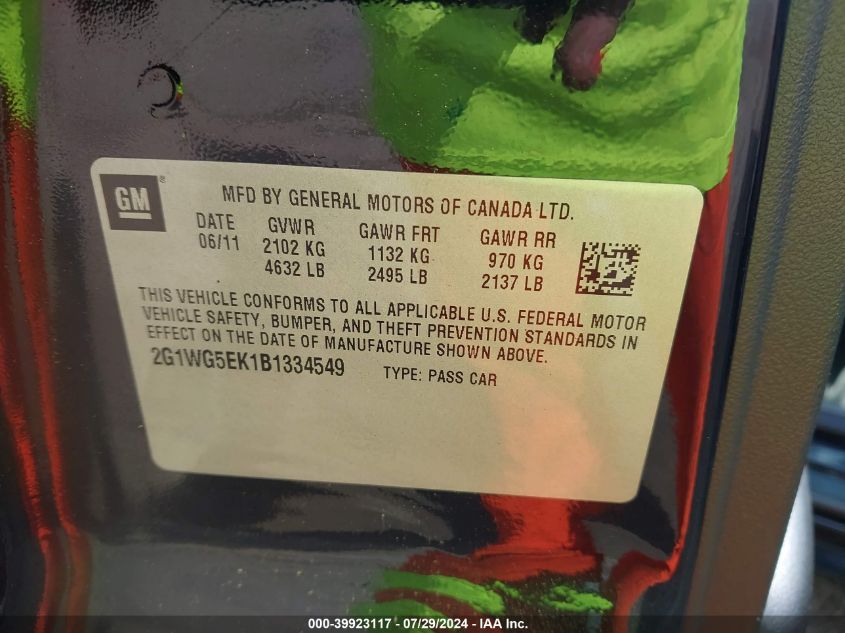 GM ®
MFD BY GENERAL MOTORS OF CANADA LTD.
DATE GVWR GAWR FRT GAWR RR
06/11 2102 KG 1132 KG 970 KG
4632 LB 2495 LB 2137 LB
THIS VEHICLE CONFORMS TO ALL APPLICABLE U.S. FEDERAL MOTOR
VEHICLE SAFETY, BUMPER, AND THEFT PREVENTION STANDARDS IN
EFFECT ON THE DATE OF MANUFACTURE SHOWN ABOVE.
2G1WG5EK1B1334549 TYPE: PASS CAR
000-39923117 - 07/29/2024 - IAA Inc.